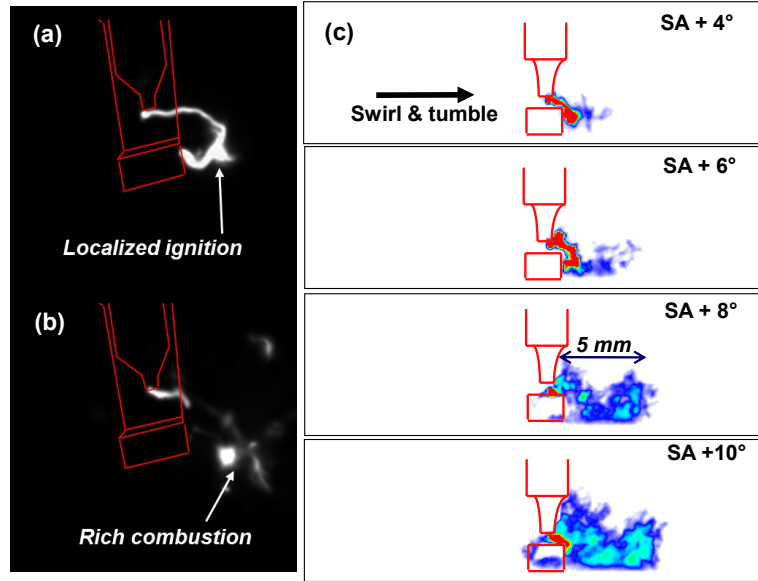 (a)
Localized ignition
(b)
Rich combustion
(c)
SA + 4°
Swirl & tumble
SA + 6°
SA + 8°
5 mm
SA +10°